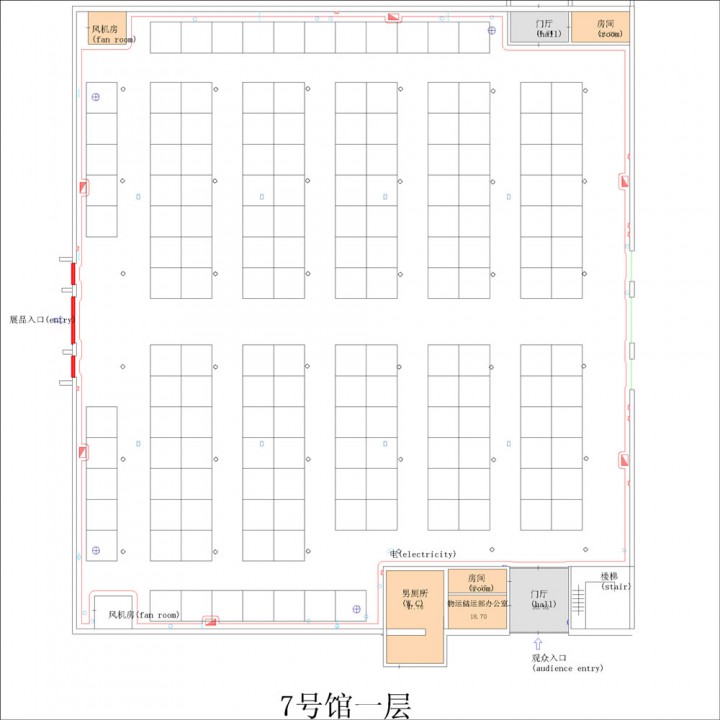 风机房
(fan room)
门厅
(hall)
房间
(room)
展品入口(entry)
电(electricity)
男厕所
(W.C)
房间
(room)
物运储运部办公室
18.70
门厅
(hall)
楼梯
(stair)
风机房(fan room)
观众入口
(audience entry)
7号馆一层